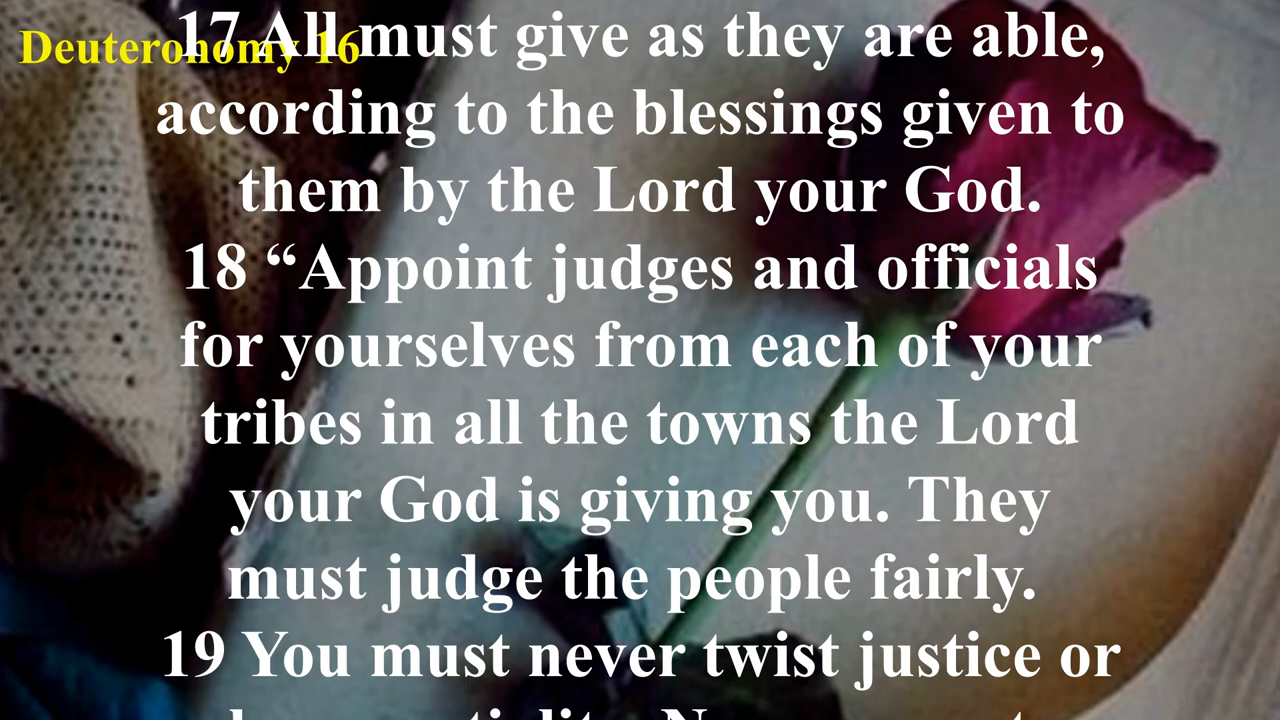 Deuteronomy 16
17 All must give as they are able,
according to the blessings given to
them by the Lord your God.
18 “Appoint judges and officials
for yourselves from each of your
tribes in all the towns the Lord
your God is giving you. They
must judge the people fairly.
19 You must never twist justice or